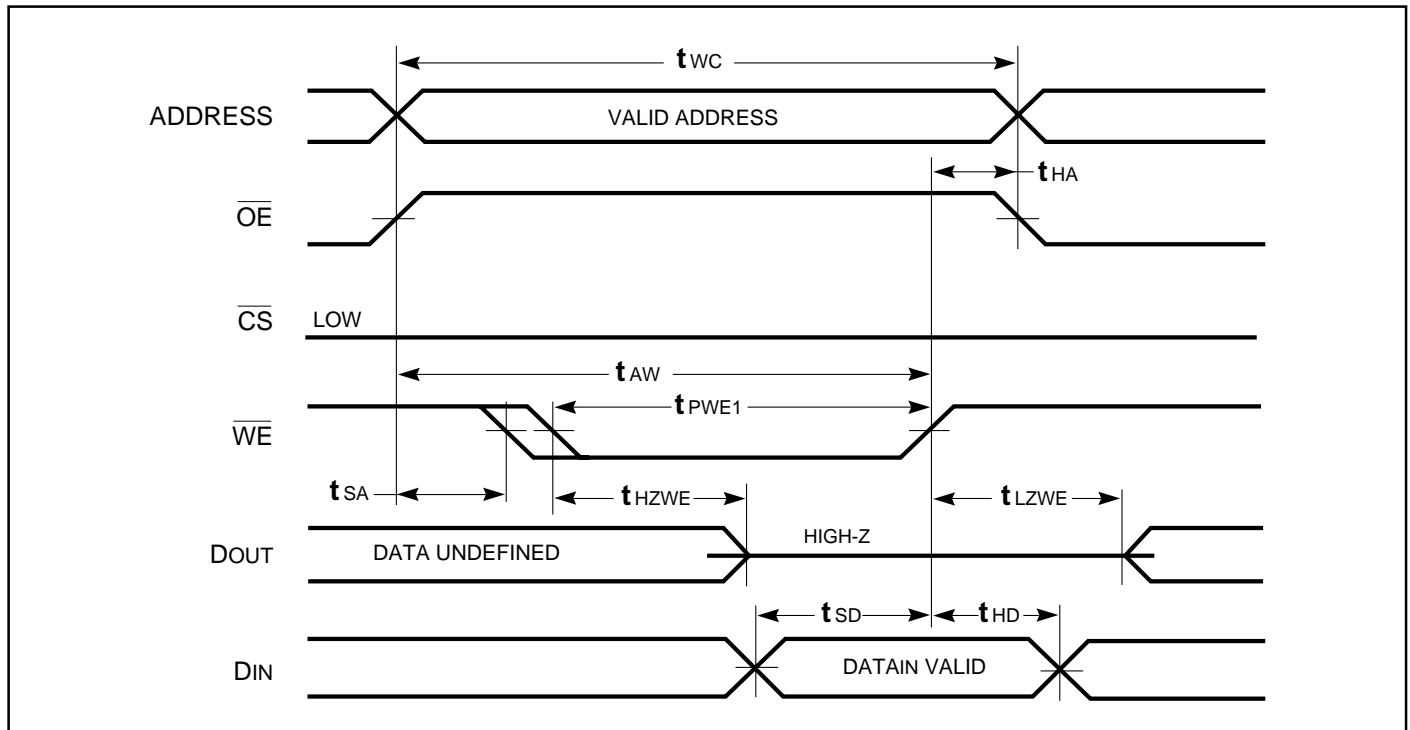 tWC
ADDRESS
VALID ADDRESS
tHA
OE
CS
LOW
tAW
tPWE1
WE
tSA
tHZWE
tLZWE
DOUT
DATA UNDEFINED
HIGH-Z
tSD
tHD
DIN
DATAIN VALID